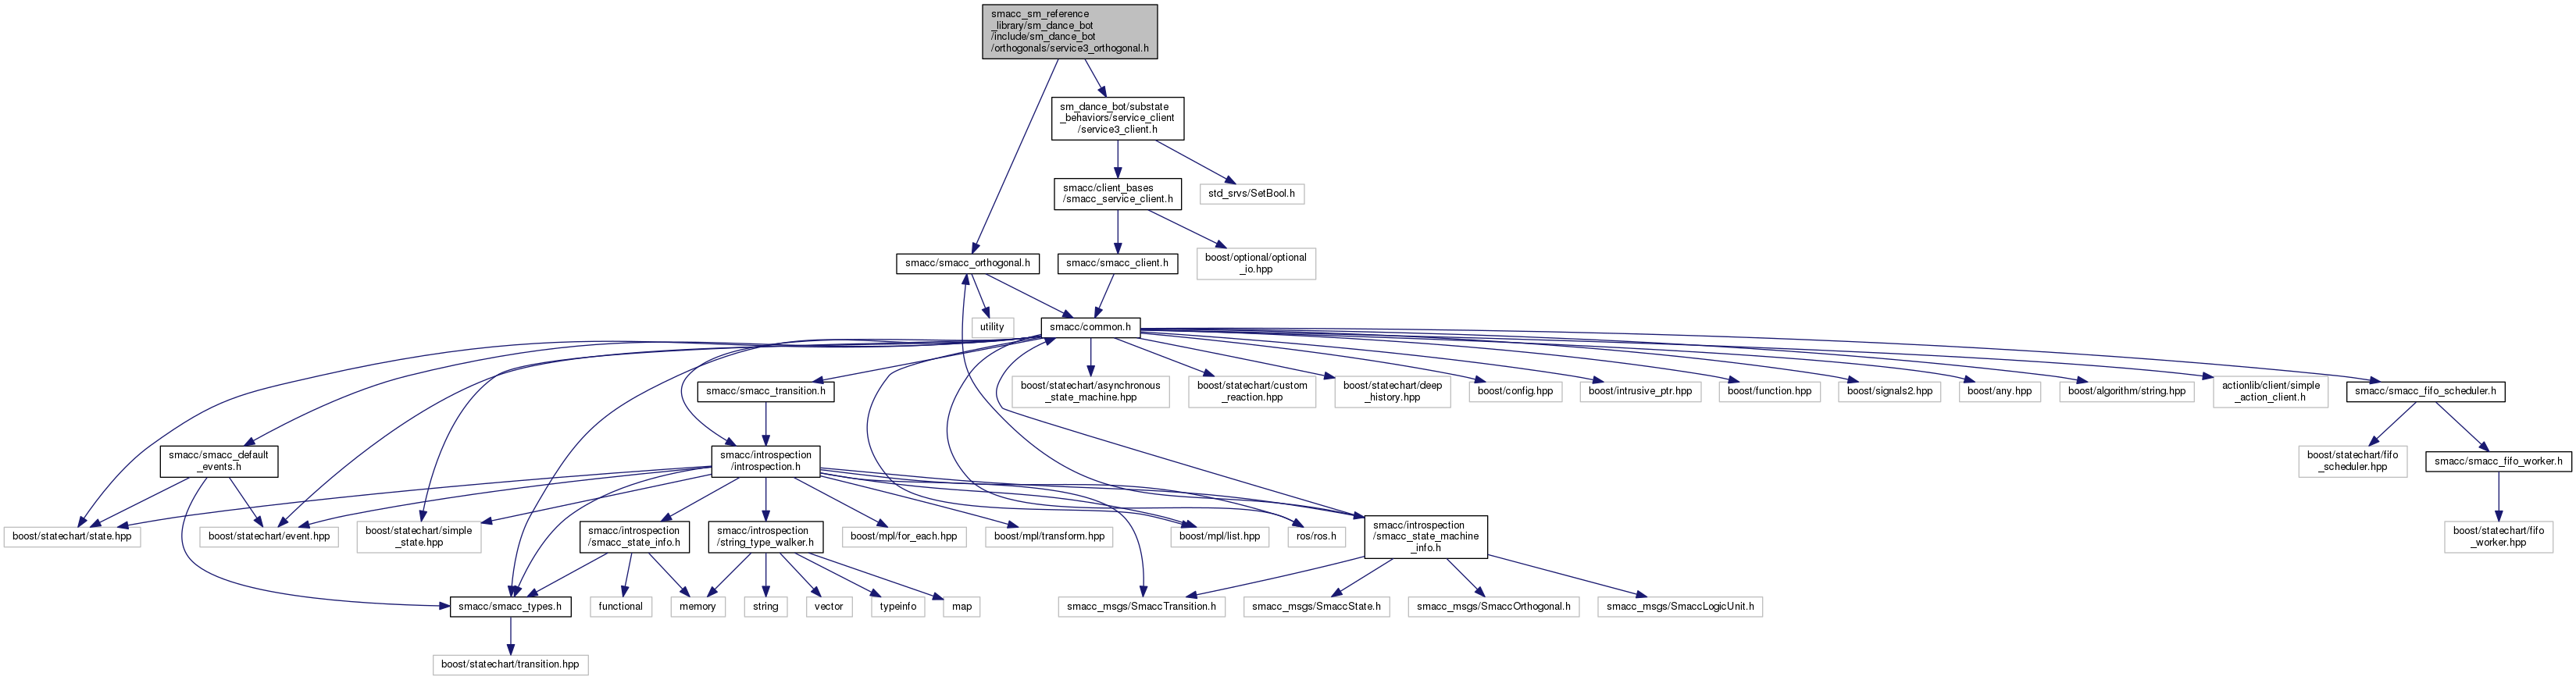 smacc_sm_reference
_library/sm_dance_bot
/include/sm_dance_bot
/orthogonals/service3_orthogonal.h
sm_dance_bot/substate
_behaviors/service_client
/service3_client.h
smacc/client_bases
/smacc_service_client.h
std_srvs/SetBool.h
smacc/smacc_orthogonal.h
smacc/smacc_client.h
boost/optional/optional
_io.hpp
utility
smacc/common.h
smacc/smacc_transition.h
boost/statechart/asynchronous
_state_machine.hpp
boost/statechart/custom
_reaction.hpp
boost/statechart/deep
_history.hpp
boost/config.hpp
boost/intrusive_ptr.hpp
boost/function.hpp
boost/signals2.hpp
boost/any.hpp
boost/algorithm/string.hpp
actionlib/client/simple
_action_client.h
smacc/smacc_fifo_scheduler.h
smacc/smacc_default
_events.h
smacc/introspection
/introspection.h
boost/statechart/fifo
_scheduler.hpp
smacc/smacc_fifo_worker.h
boost/statechart/state.hpp
boost/statechart/event.hpp
boost/statechart/simple
_state.hpp
smacc/introspection
/smacc_state_info.h
smacc/introspection
/string_type_walker.h
boost/mpl/for_each.hpp
boost/mpl/transform.hpp
boost/mpl/list.hpp
ros/ros.h
smacc/introspection
/smacc_state_machine
_info.h
boost/statechart/fifo
_worker.hpp
smacc/smacc_types.h
functional
memory
string
vector
typeinfo
map
smacc_msgs/SmaccTransition.h
smacc_msgs/SmaccState.h
smacc_msgs/SmaccOrthogonal.h
smacc_msgs/SmaccLogicUnit.h
boost/statechart/transition.hpp